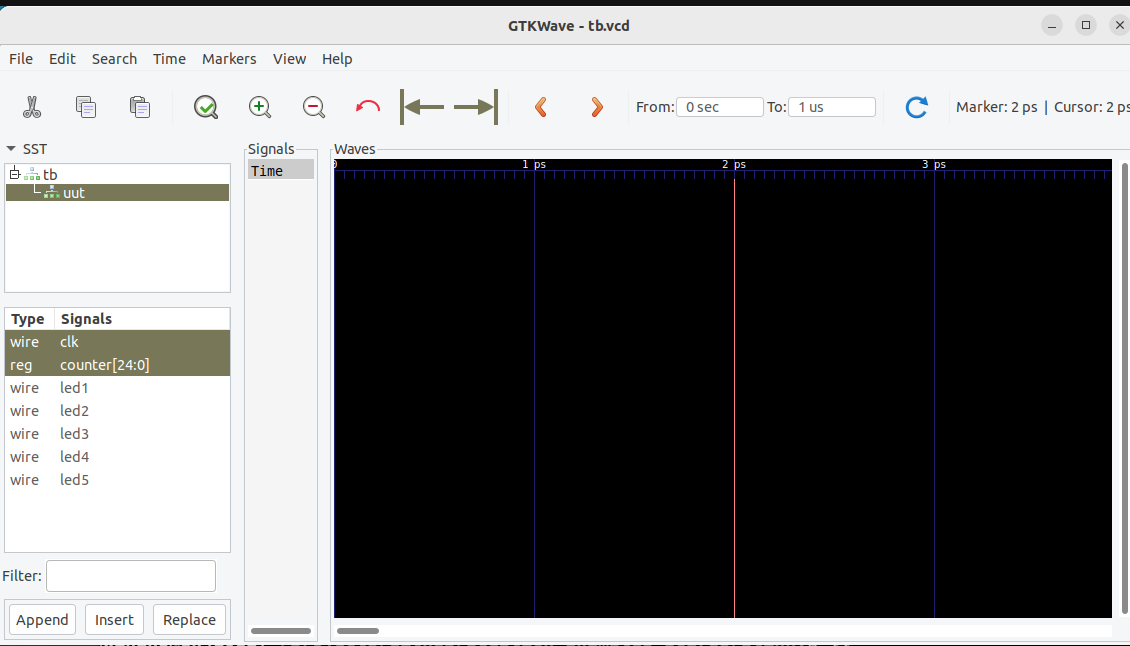 GTKWave - tb.vcd
File Edit Search Time Markers View Help
From: 0 sec To: 1 us Marker: 2 ps | Cursor: 2 ps
SST
tb
uut
Type Signals
wire clk
reg counter[24:0]
wire led1
wire led2
wire led3
wire led4
wire led5
Filter:
Append Insert Replace
Signals
Time
Waves
0 1 ps 2 ps 3 ps